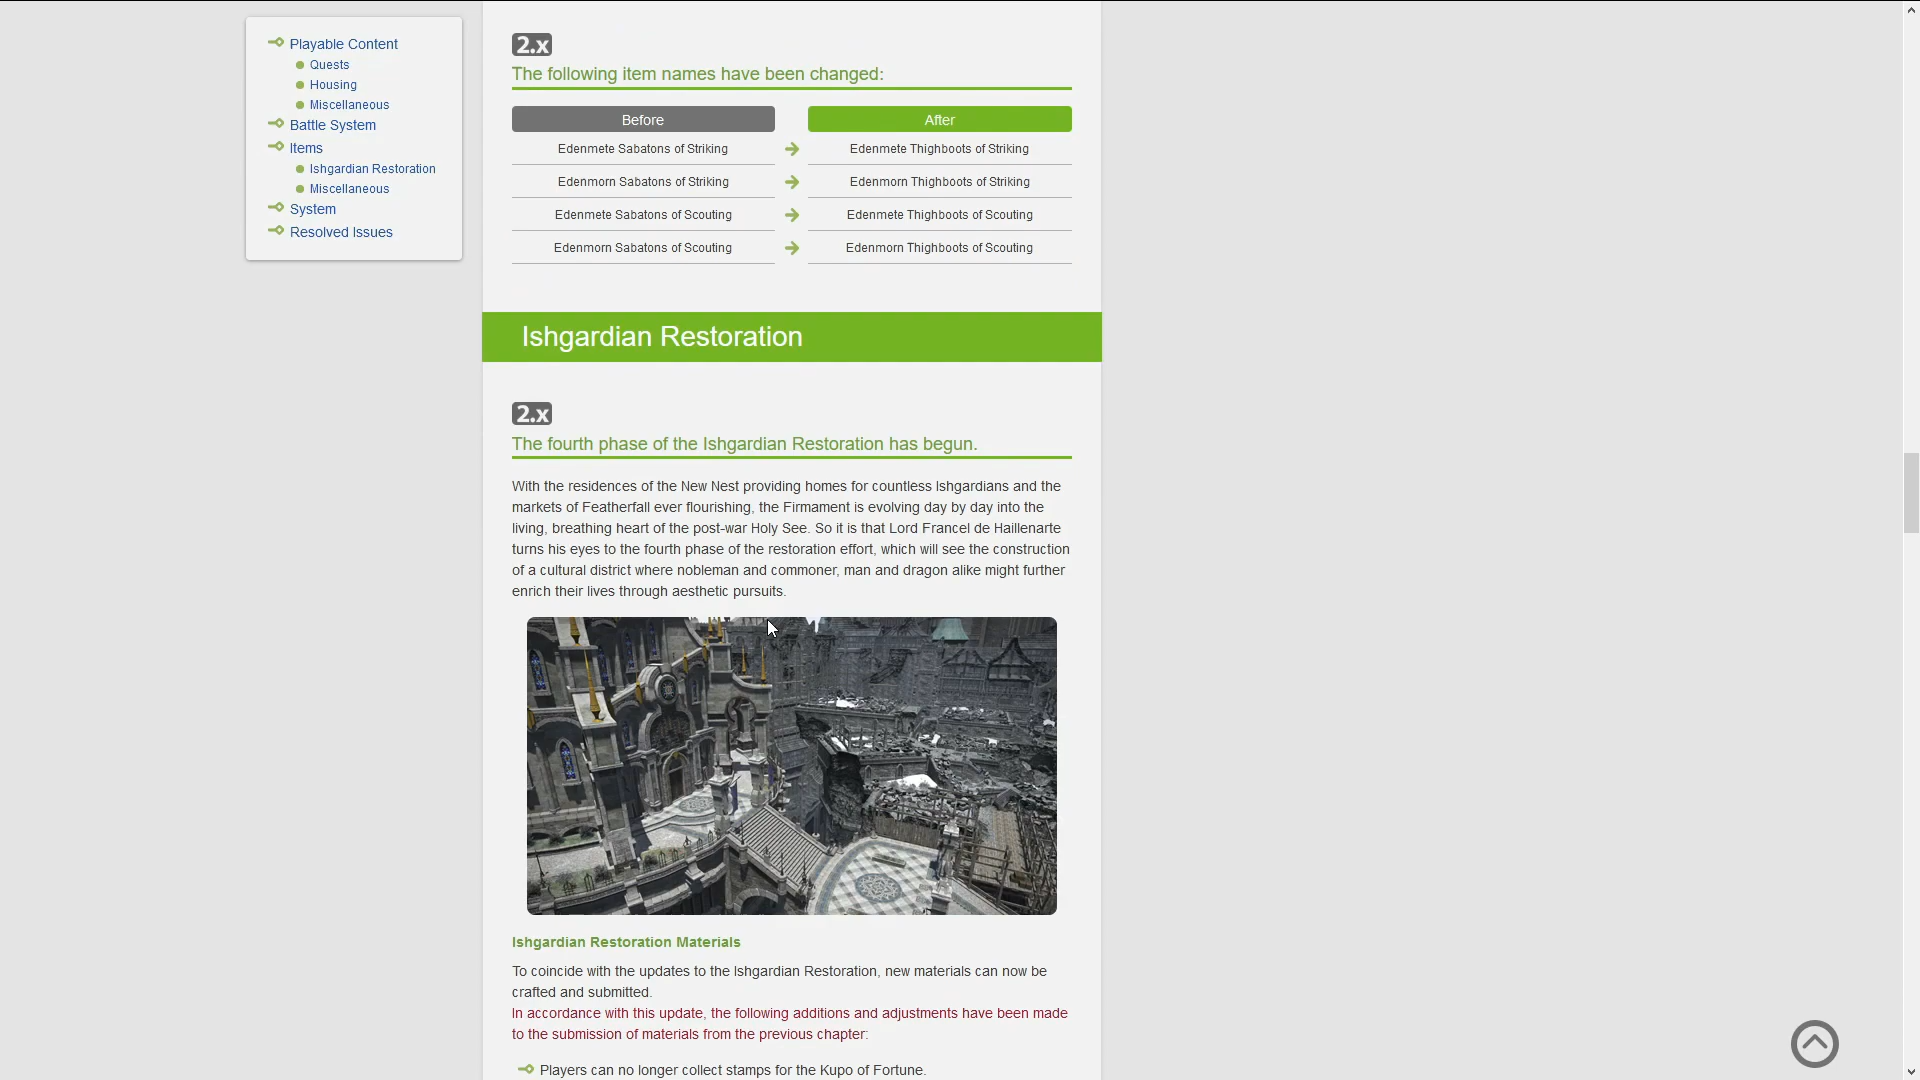 Playable Content
Quests
Housing
Miscellaneous
Battle System
Items
Ishgardian Restoration
Miscellaneous
System
Resolved Issues
2.x
The following item names have been changed:
Before After
Edenmete Sabatons of Striking Edenmete Thighboots of Striking
Edenmorn Sabatons of Striking Edenmorn Thighboots of Striking
Edenmete Sabatons of Scouting Edenmete Thighboots of Scouting
Edenmorn Sabatons of Scouting Edenmorn Thighboots of Scouting
Ishgardian Restoration
2.x
The fourth phase of the Ishgardian Restoration has begun.
With the residences of the New Nest providing homes for countless Ishgardians and the
markets of Featherfall ever flourishing, the Firmament is evolving day by day into the
living, breathing heart of the post-war Holy See. So it is that Lord Francel de Haillenarte
turns his eyes to the fourth phase of the restoration effort, which will see the construction
of a cultural district where nobleman and commoner, man and dragon alike might further
enrich their lives through aesthetic pursuits.
Ishgardian Restoration Materials
To coincide with the updates to the Ishgardian Restoration, new materials can now be
crafted and submitted.
In accordance with this update, the following additions and adjustments have been made
to the submission of materials from the previous chapter:
Players can no longer collect stamps for the Kupo of Fortune.